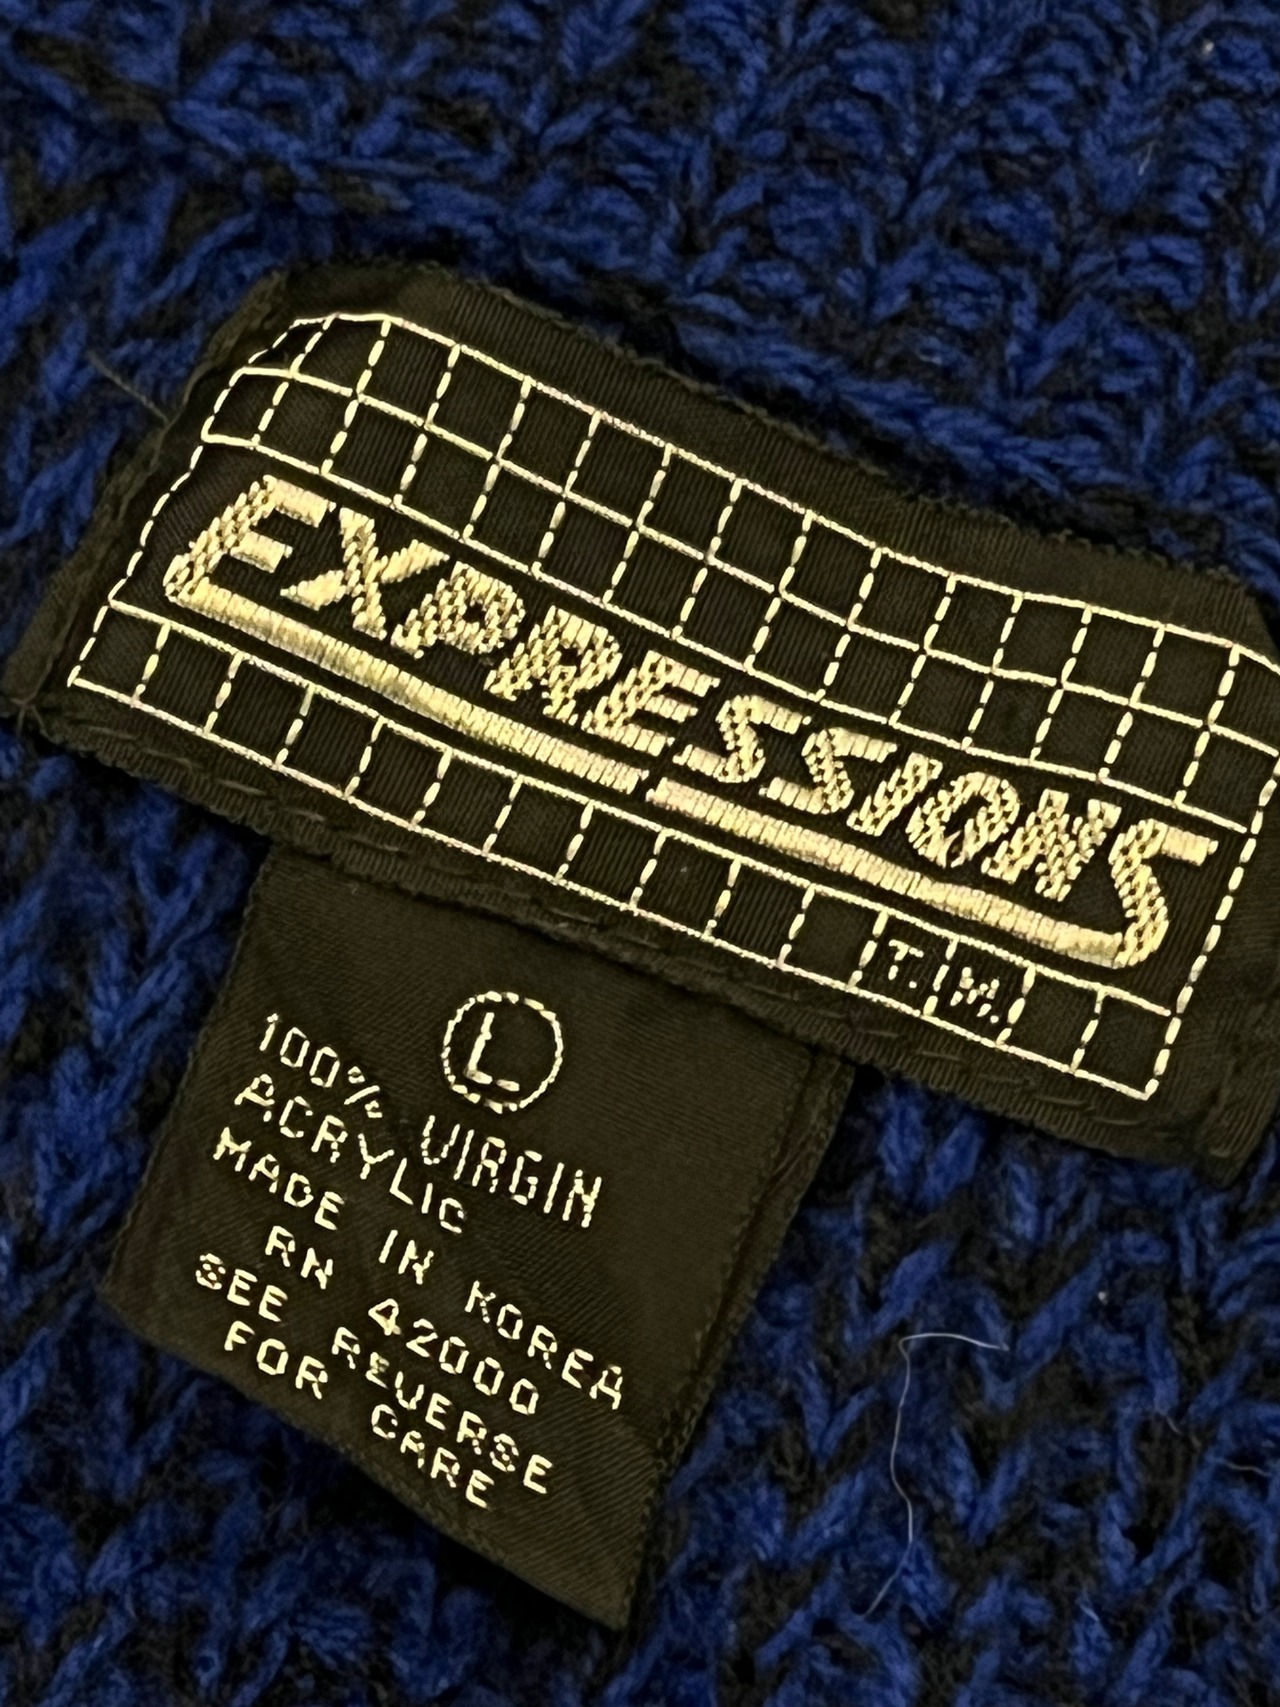 EXPRESSIONS
T.M.
L
100% VIRGIN
ACRYLIC
MADE IN KOREA
RN 42000
SEE REVERSE
FOR CARE